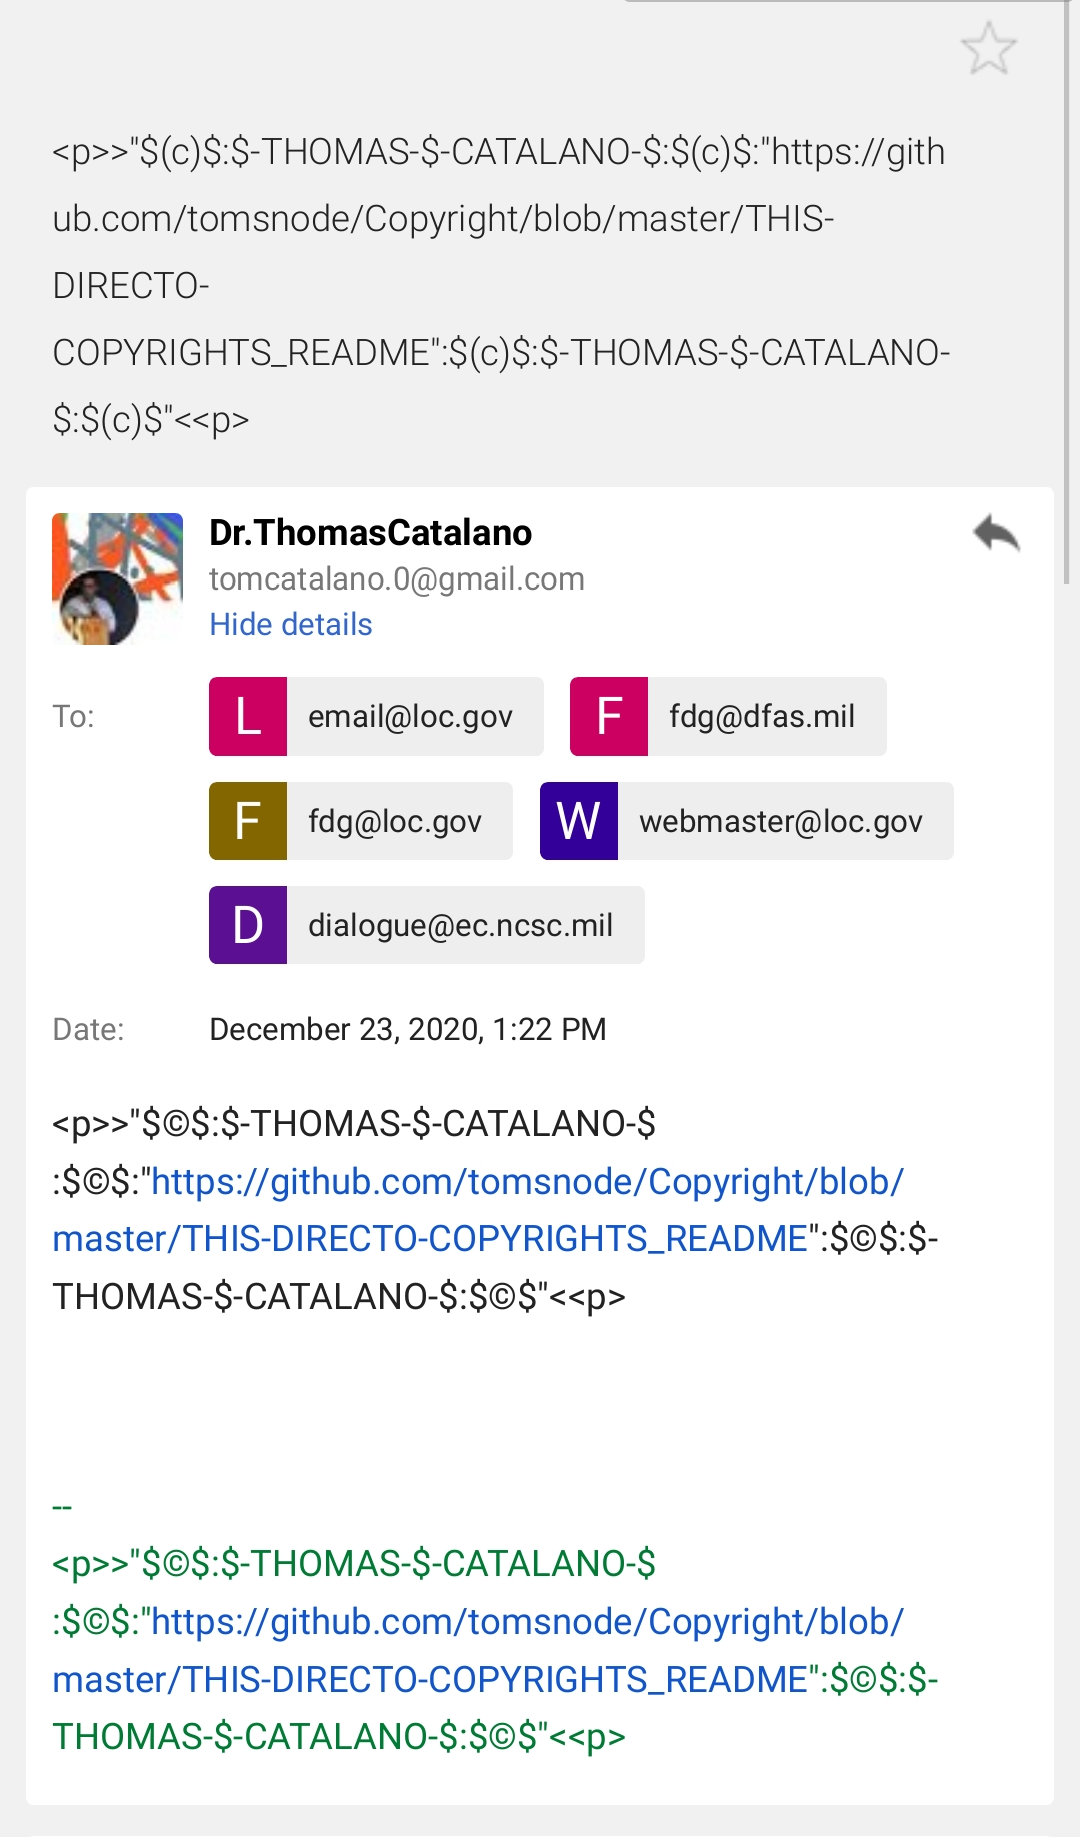 <p>>"$(c)$:$-THOMAS-$-CATALANO-$:$(c)$:"https://gith
ub.com/tomsnode/Copyright/blob/master/THIS-
DIRECTO-
COPYRIGHTS_README":$(c)$:$-THOMAS-$-CATALANO-
$:$(c)$"<<p>
Dr.ThomasCatalano
tomcatalano.0@gmail.com
Hide details
To:
L email@loc.gov F fdg@dfas.mil
F fdg@loc.gov W webmaster@loc.gov
D dialogue@ec.ncsc.mil
Date: December 23, 2020, 1:22 PM
<p>>"$©$:$-THOMAS-$-CATALANO-$
:$©$:"https://github.com/tomsnode/Copyright/blob/
master/THIS-DIRECTO-COPYRIGHTS_README":$©$:$-
THOMAS-$-CATALANO-$:$©$"<<p>
--
<p>>"$©$:$-THOMAS-$-CATALANO-$
:$©$:"https://github.com/tomsnode/Copyright/blob/
master/THIS-DIRECTO-COPYRIGHTS_README":$©$:$-
THOMAS-$-CATALANO-$:$©$"<<p>